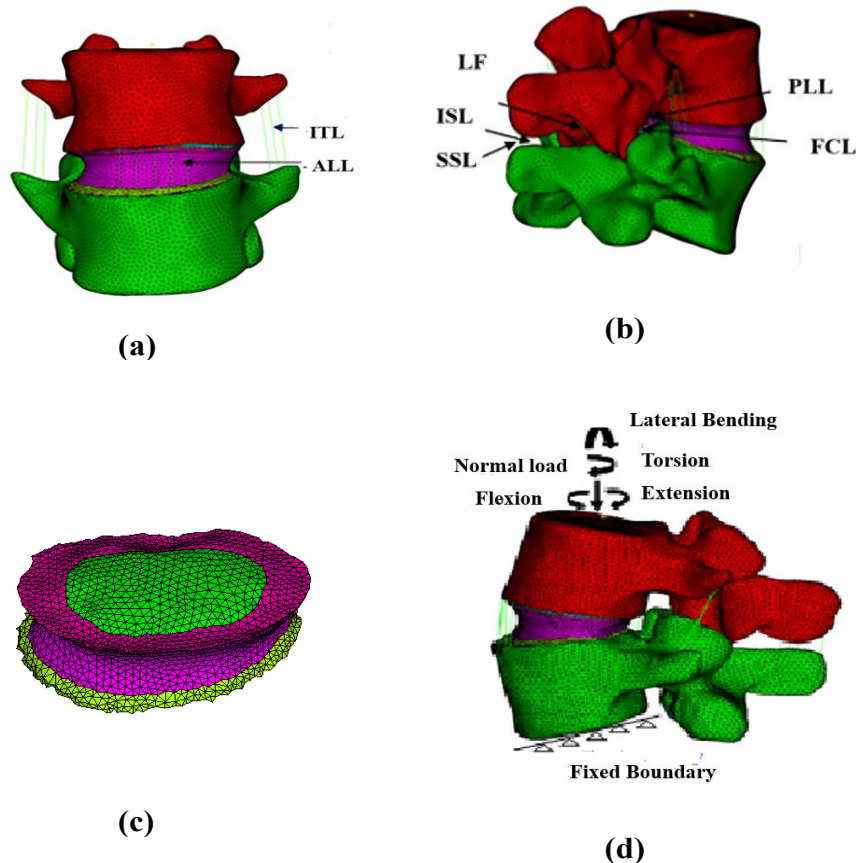 ITL
ALL
(a)
LF
PLL
ISL
FCL
SSL
(b)
(c)
Lateral Bending
Normal load
Torsion
Flexion
Extension
Fixed Boundary
(d)